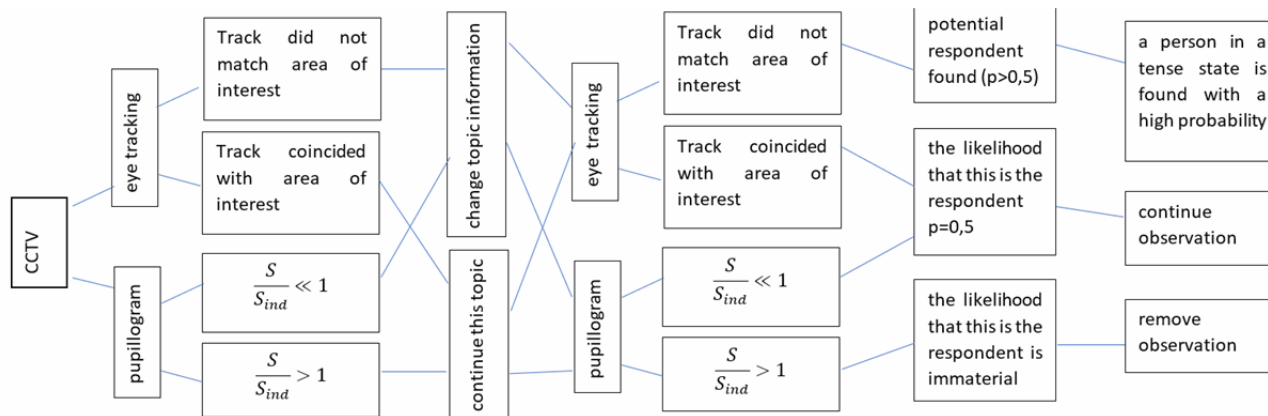 CCTV
eye tracking
pupillogram
Track did not
match area of
interest
Track coincided
with area of
interest
S
S_ind
≪ 1
S
S_ind
> 1
change topic information
continue this topic
eye tracking
pupillogram
Track did not
match area of
interest
Track coincided
with area of
interest
S
S_ind
≪ 1
S
S_ind
> 1
potential
respondent
found (p>0,5)
the likelihood
that this is the
respondent
p=0,5
the likelihood
that this is the
respondent is
immaterial
a person in a
tense state is
found with a
high probability
continue
observation
remove
observation